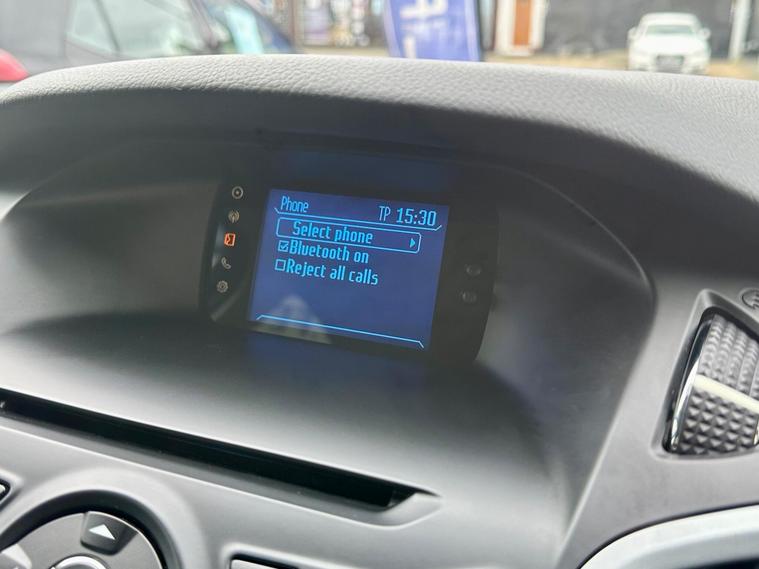 Phone
TP 15:30
Select phone
Bluetooth on
Reject all calls